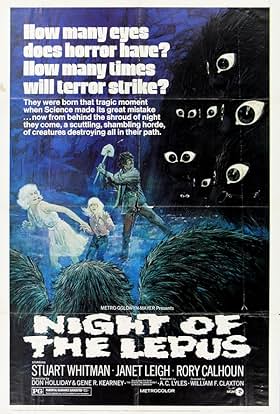 How many eyes
does horror have?
How many times
will terror strike?
They were born that tragic moment
when Science made its great mistake
...now from behind the shroud of night
they come, a scuttling, shambling horde,
of creatures destroying all in their path.
METRO-GOLDWYN-MAYER Presents
NIGHT OF
THE LEPUS
starring
STUART WHITMAN · JANET LEIGH · RORY CALHOUN
DON HOLLIDAY & GENE R. KEARNEY · A.C. LYLES · WILLIAM F. CLAXTON
PG
METROCOLOR
MGM